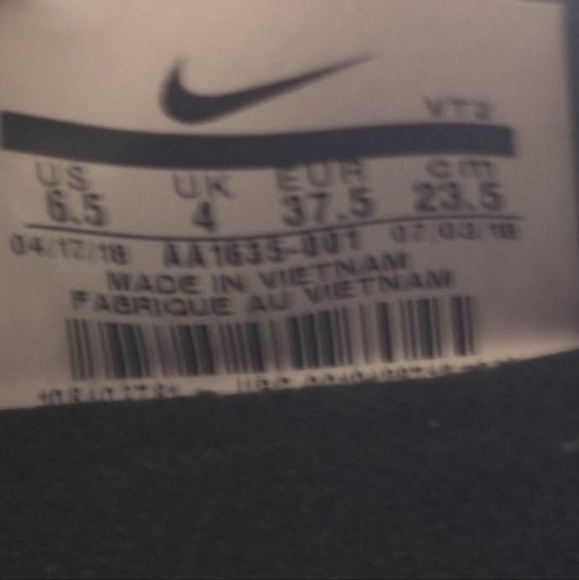 VT2
US UK EUR cm
6.5 4 37.5 23.5
04/17/18 AA1635-001 07/03/18
MADE IN VIETNAM
FABRIQUE AU VIETNAM